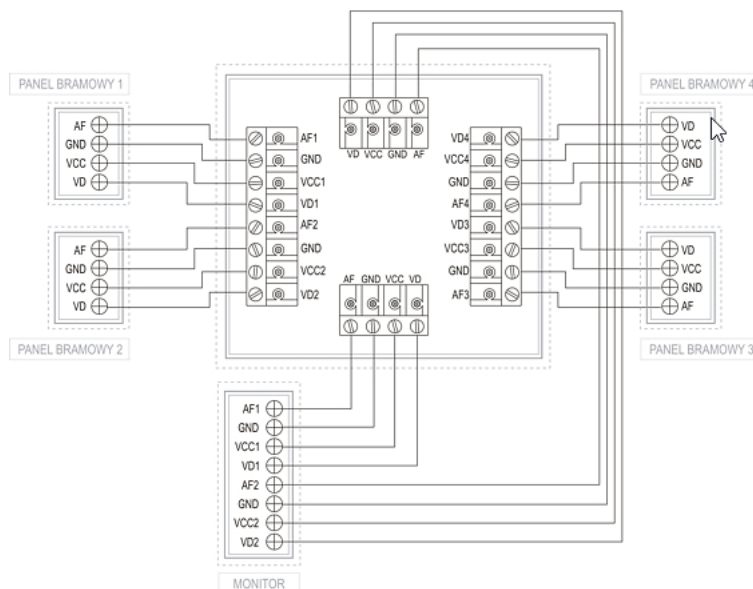 PANEL BRAMOWY 1
AF
GND
VCC
VD
PANEL BRAMOWY 2
AF
GND
VCC
VD
AF1
GND
VCC1
VD1
AF2
GND
VCC2
VD2
VD VCC GND AF
AF GND VCC VD
VD4
VCC4
GND
AF4
VD3
VCC3
GND
AF3
PANEL BRAMOWY 4
VD
VCC
GND
AF
VD
VCC
GND
AF
PANEL BRAMOWY 3
AF1
GND
VCC1
VD1
AF2
GND
VCC2
VD2
MONITOR